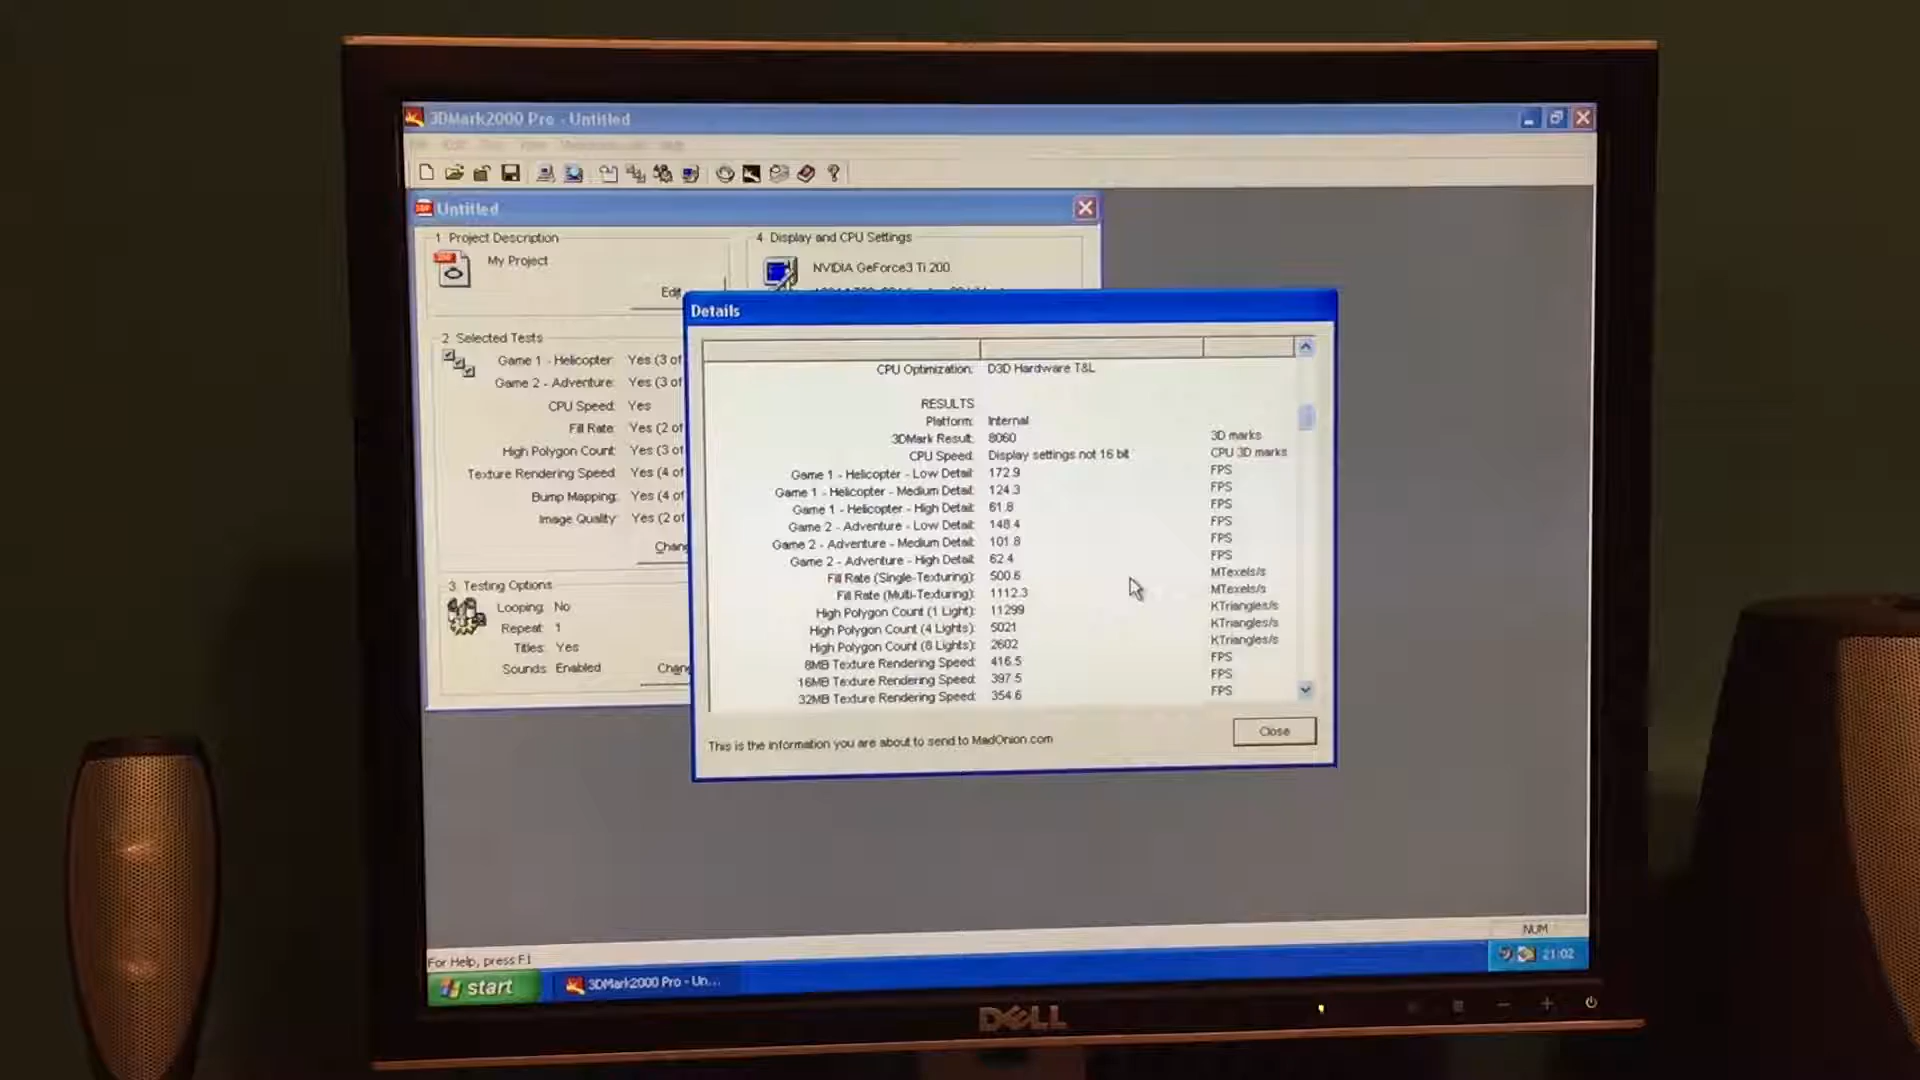 3DMark2000 Pro - Untitled
Untitled
1 Project Description
My Project
Edit
4 Display and CPU Settings
NVIDIA GeForce3 Ti 200
2 Selected Tests
Game 1 - Helicopter: Yes (3 of
Game 2 - Adventure: Yes (3 of
CPU Speed: Yes
Fill Rate: Yes (2 of
High Polygon Count: Yes (3 of
Texture Rendering Speed: Yes (4 of
Bump Mapping: Yes (4 of
Image Quality: Yes (2 of
Chang
3 Testing Options
Looping: No
Repeat: 1
Titles: Yes
Sounds: Enabled
Chang
Details
CPU Optimization: D3D Hardware T&L
RESULTS
Platform: Internal
3DMark Result: 8060 3D marks
CPU Speed: Display settings not 16 bit CPU 3D marks
Game 1 - Helicopter - Low Detail: 172.9 FPS
Game 1 - Helicopter - Medium Detail: 124.3 FPS
Game 1 - Helicopter - High Detail: 61.8 FPS
Game 2 - Adventure - Low Detail: 148.4 FPS
Game 2 - Adventure - Medium Detail: 101.8 FPS
Game 2 - Adventure - High Detail: 62.4 FPS
Fill Rate (Single-Texturing): 500.6 MTexels/s
Fill Rate (Multi-Texturing): 1112.3 MTexels/s
High Polygon Count (1 Light): 11299 KTriangles/s
High Polygon Count (4 Lights): 5021 KTriangles/s
High Polygon Count (8 Lights): 2602 KTriangles/s
8MB Texture Rendering Speed: 416.5 FPS
16MB Texture Rendering Speed: 397.5 FPS
32MB Texture Rendering Speed: 354.6 FPS
This is the information you are about to send to MadOnion.com
Close
For Help, press F1
NUM
start
3DMark2000 Pro - Un...
21:02
DELL